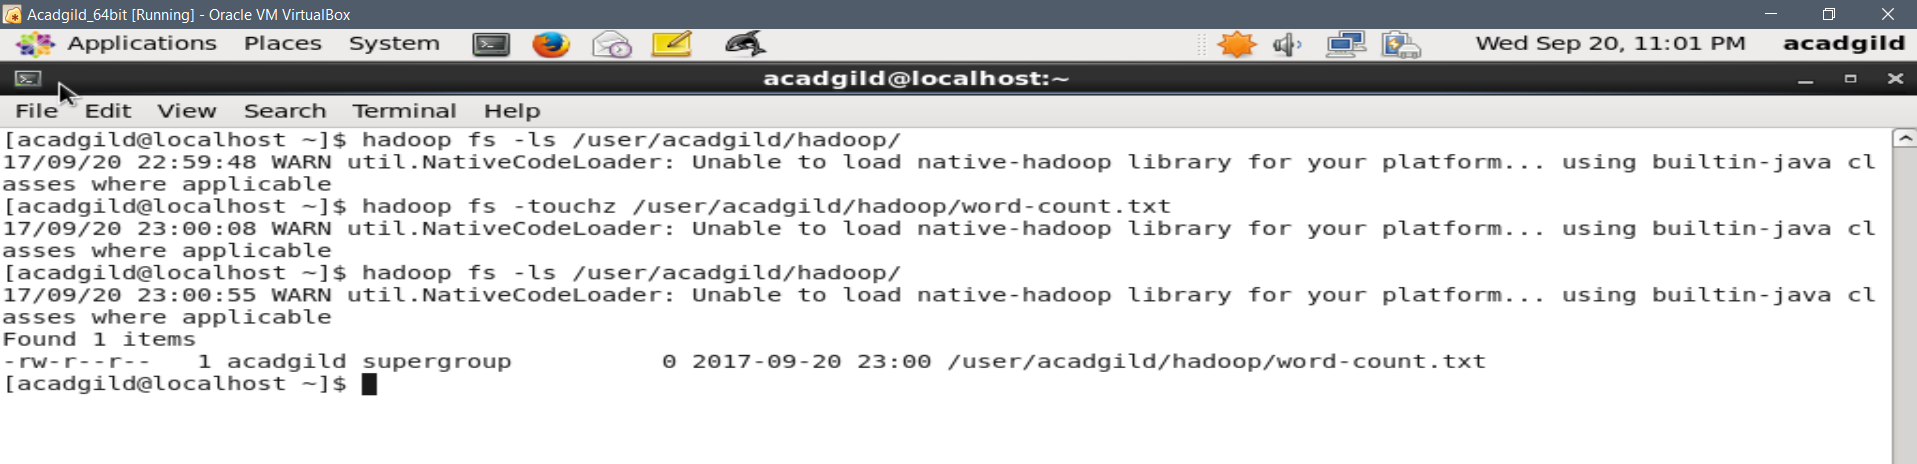 Acadgild_64bit [Running] - Oracle VM VirtualBox
Applications Places System Wed Sep 20, 11:01 PM acadgild
acadgild@localhost:~
File Edit View Search Terminal Help
[acadgild@localhost ~]$ hadoop fs -ls /user/acadgild/hadoop/
17/09/20 22:59:48 WARN util.NativeCodeLoader: Unable to load native-hadoop library for your platform... using builtin-java cl
asses where applicable
[acadgild@localhost ~]$ hadoop fs -touchz /user/acadgild/hadoop/word-count.txt
17/09/20 23:00:08 WARN util.NativeCodeLoader: Unable to load native-hadoop library for your platform... using builtin-java cl
asses where applicable
[acadgild@localhost ~]$ hadoop fs -ls /user/acadgild/hadoop/
17/09/20 23:00:55 WARN util.NativeCodeLoader: Unable to load native-hadoop library for your platform... using builtin-java cl
asses where applicable
Found 1 items
-rw-r--r--   1 acadgild supergroup          0 2017-09-20 23:00 /user/acadgild/hadoop/word-count.txt
[acadgild@localhost ~]$